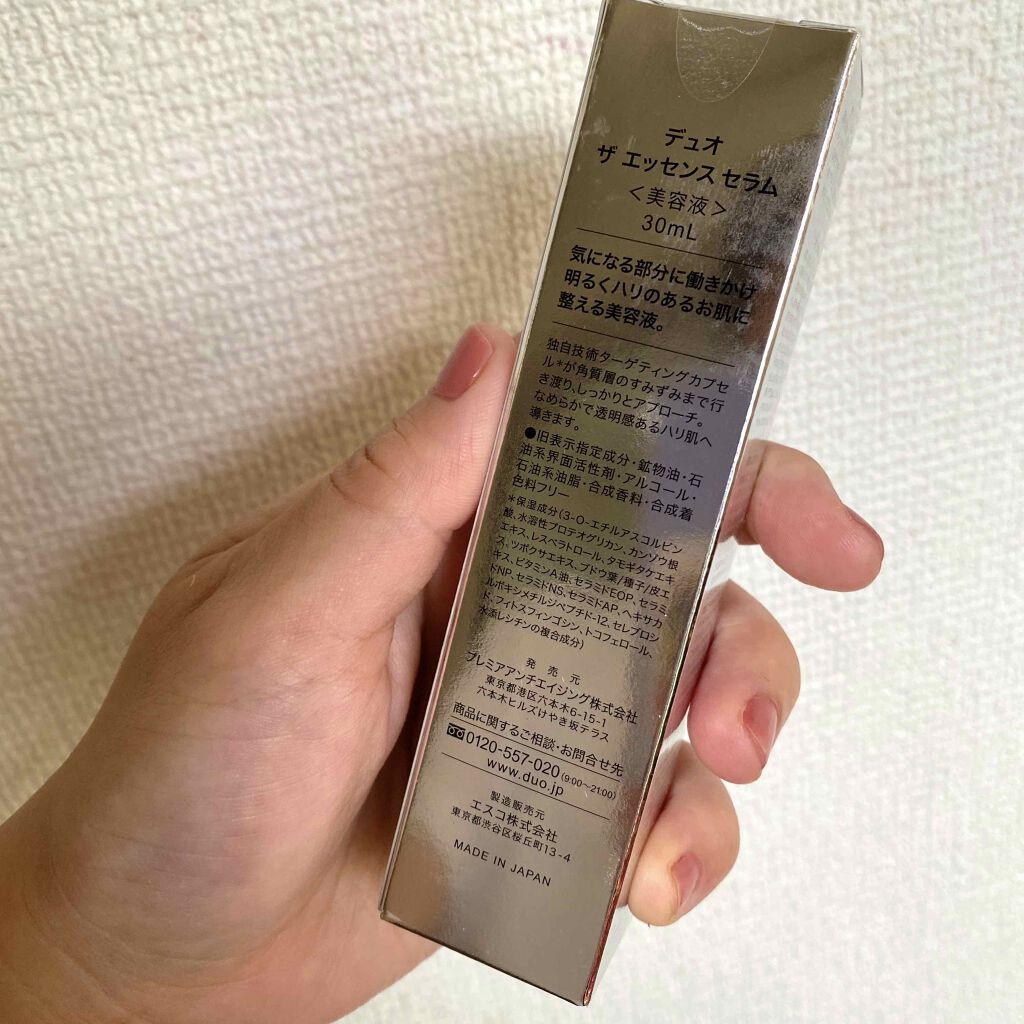 デュオ
ザ エッセンス セラム
＜美容液＞
30mL
気になる部分に働きかけ
明るくハリのあるお肌に
整える美容液。
独自技術ターゲティングカプセ
ル*が角質層のすみずみまで行
き渡り、しっかりとアプローチ。
なめらかで透明感あるハリ肌へ
導きます。
●旧表示指定成分・鉱物油・石
油系界面活性剤・アルコール・
石油系油脂・合成香料・合成着
色料フリー
*保湿成分(3-O-エチルアスコルビン
酸、水溶性プロテオグリカン、カンゾウ根
エキス、レスベラトロール、タモギタケエキ
ス、ツボクサエキス、ブドウ葉/種子/皮エ
キス、ビタミンA油、セラミドEOP、セラミ
ドNP、セラミドNS、セラミドAP、ヘキサカ
ルボキシメチルジペプチド-12、セレブロシ
ド、フィトスフィンゴシン、トコフェロール、
水添レシチンの複合成分)
発売元
プレミアアンチエイジング株式会社
東京都港区六本木6-15-1
六本木ヒルズけやき坂テラス
商品に関するご相談・お問合せ先
0120-557-020(9:00～21:00)
www.duo.jp
製造販売元
エスコ株式会社
東京都渋谷区桜丘町13-4
MADE IN JAPAN